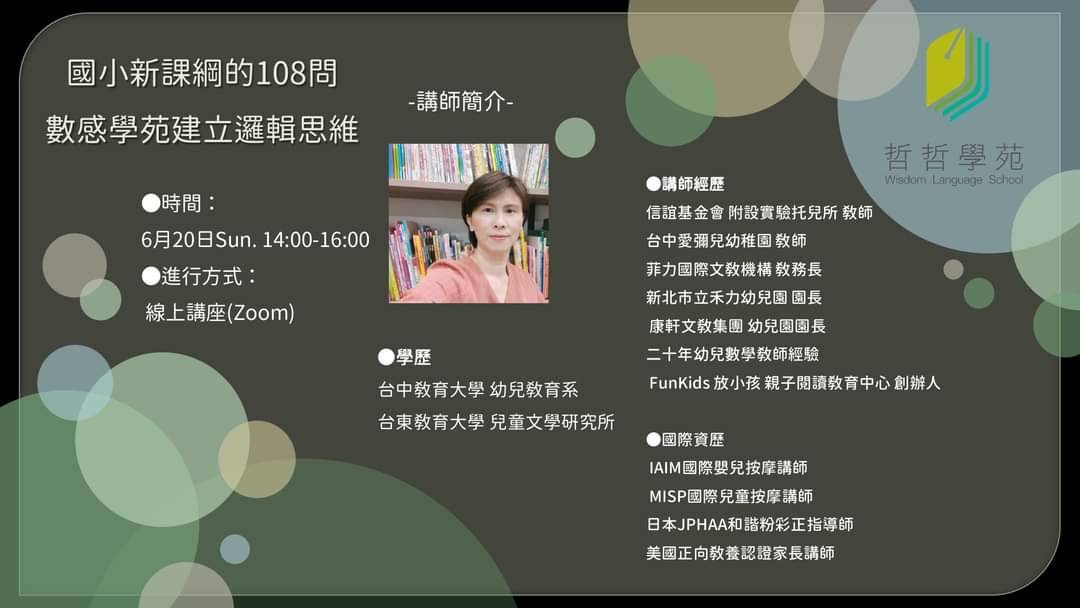 國小新課綱的108問
數感學苑建立邏輯思維
●時間：
6月20日Sun. 14:00-16:00
●進行方式：
線上講座(Zoom)
-講師簡介-
●學歷
台中教育大學 幼兒教育系
台東教育大學 兒童文學研究所
哲哲學苑
Wisdom Language School
●講師經歷
信誼基金會 附設實驗托兒所 教師
台中愛彌兒幼稚園 教師
菲力國際文教機構 教務長
新北市立禾力幼兒園 園長
康軒文教集團 幼兒園園長
二十年幼兒數學教師經驗
FunKids 放小孩 親子閱讀教育中心 創辦人
●國際資歷
IAIM國際嬰兒按摩講師
MISP國際兒童按摩講師
日本JPHAA和諧粉彩正指導師
美國正向教養認證家長講師